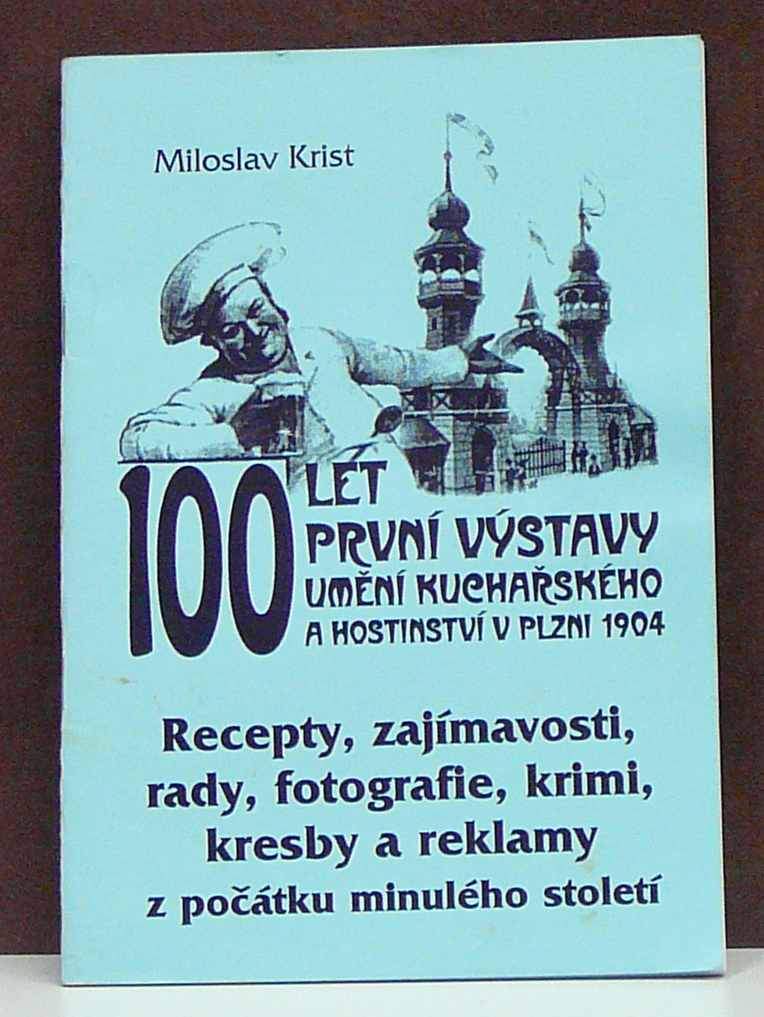 Miloslav Krist
100 LET
PRVNÍ VÝSTAVY
UMĚNÍ KUCHAŘSKÉHO
A HOSTINSTVÍ V PLZNI 1904
Recepty, zajímavosti,
rady, fotografie, krimi,
kresby a reklamy
z počátku minulého století